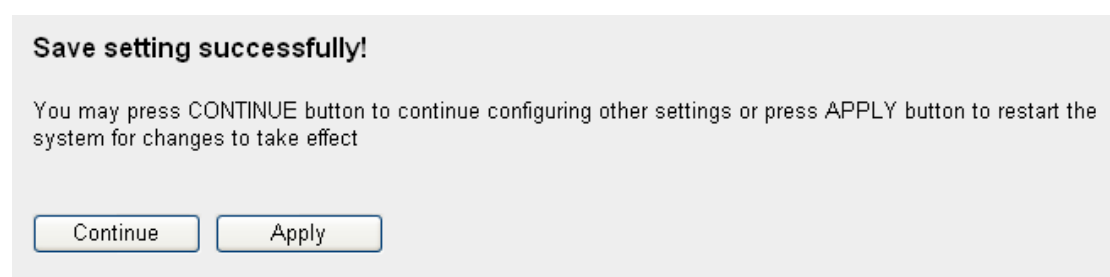 Save setting successfully!
You may press CONTINUE button to continue configuring other settings or press APPLY button to restart the
system for changes to take effect
Continue
Apply